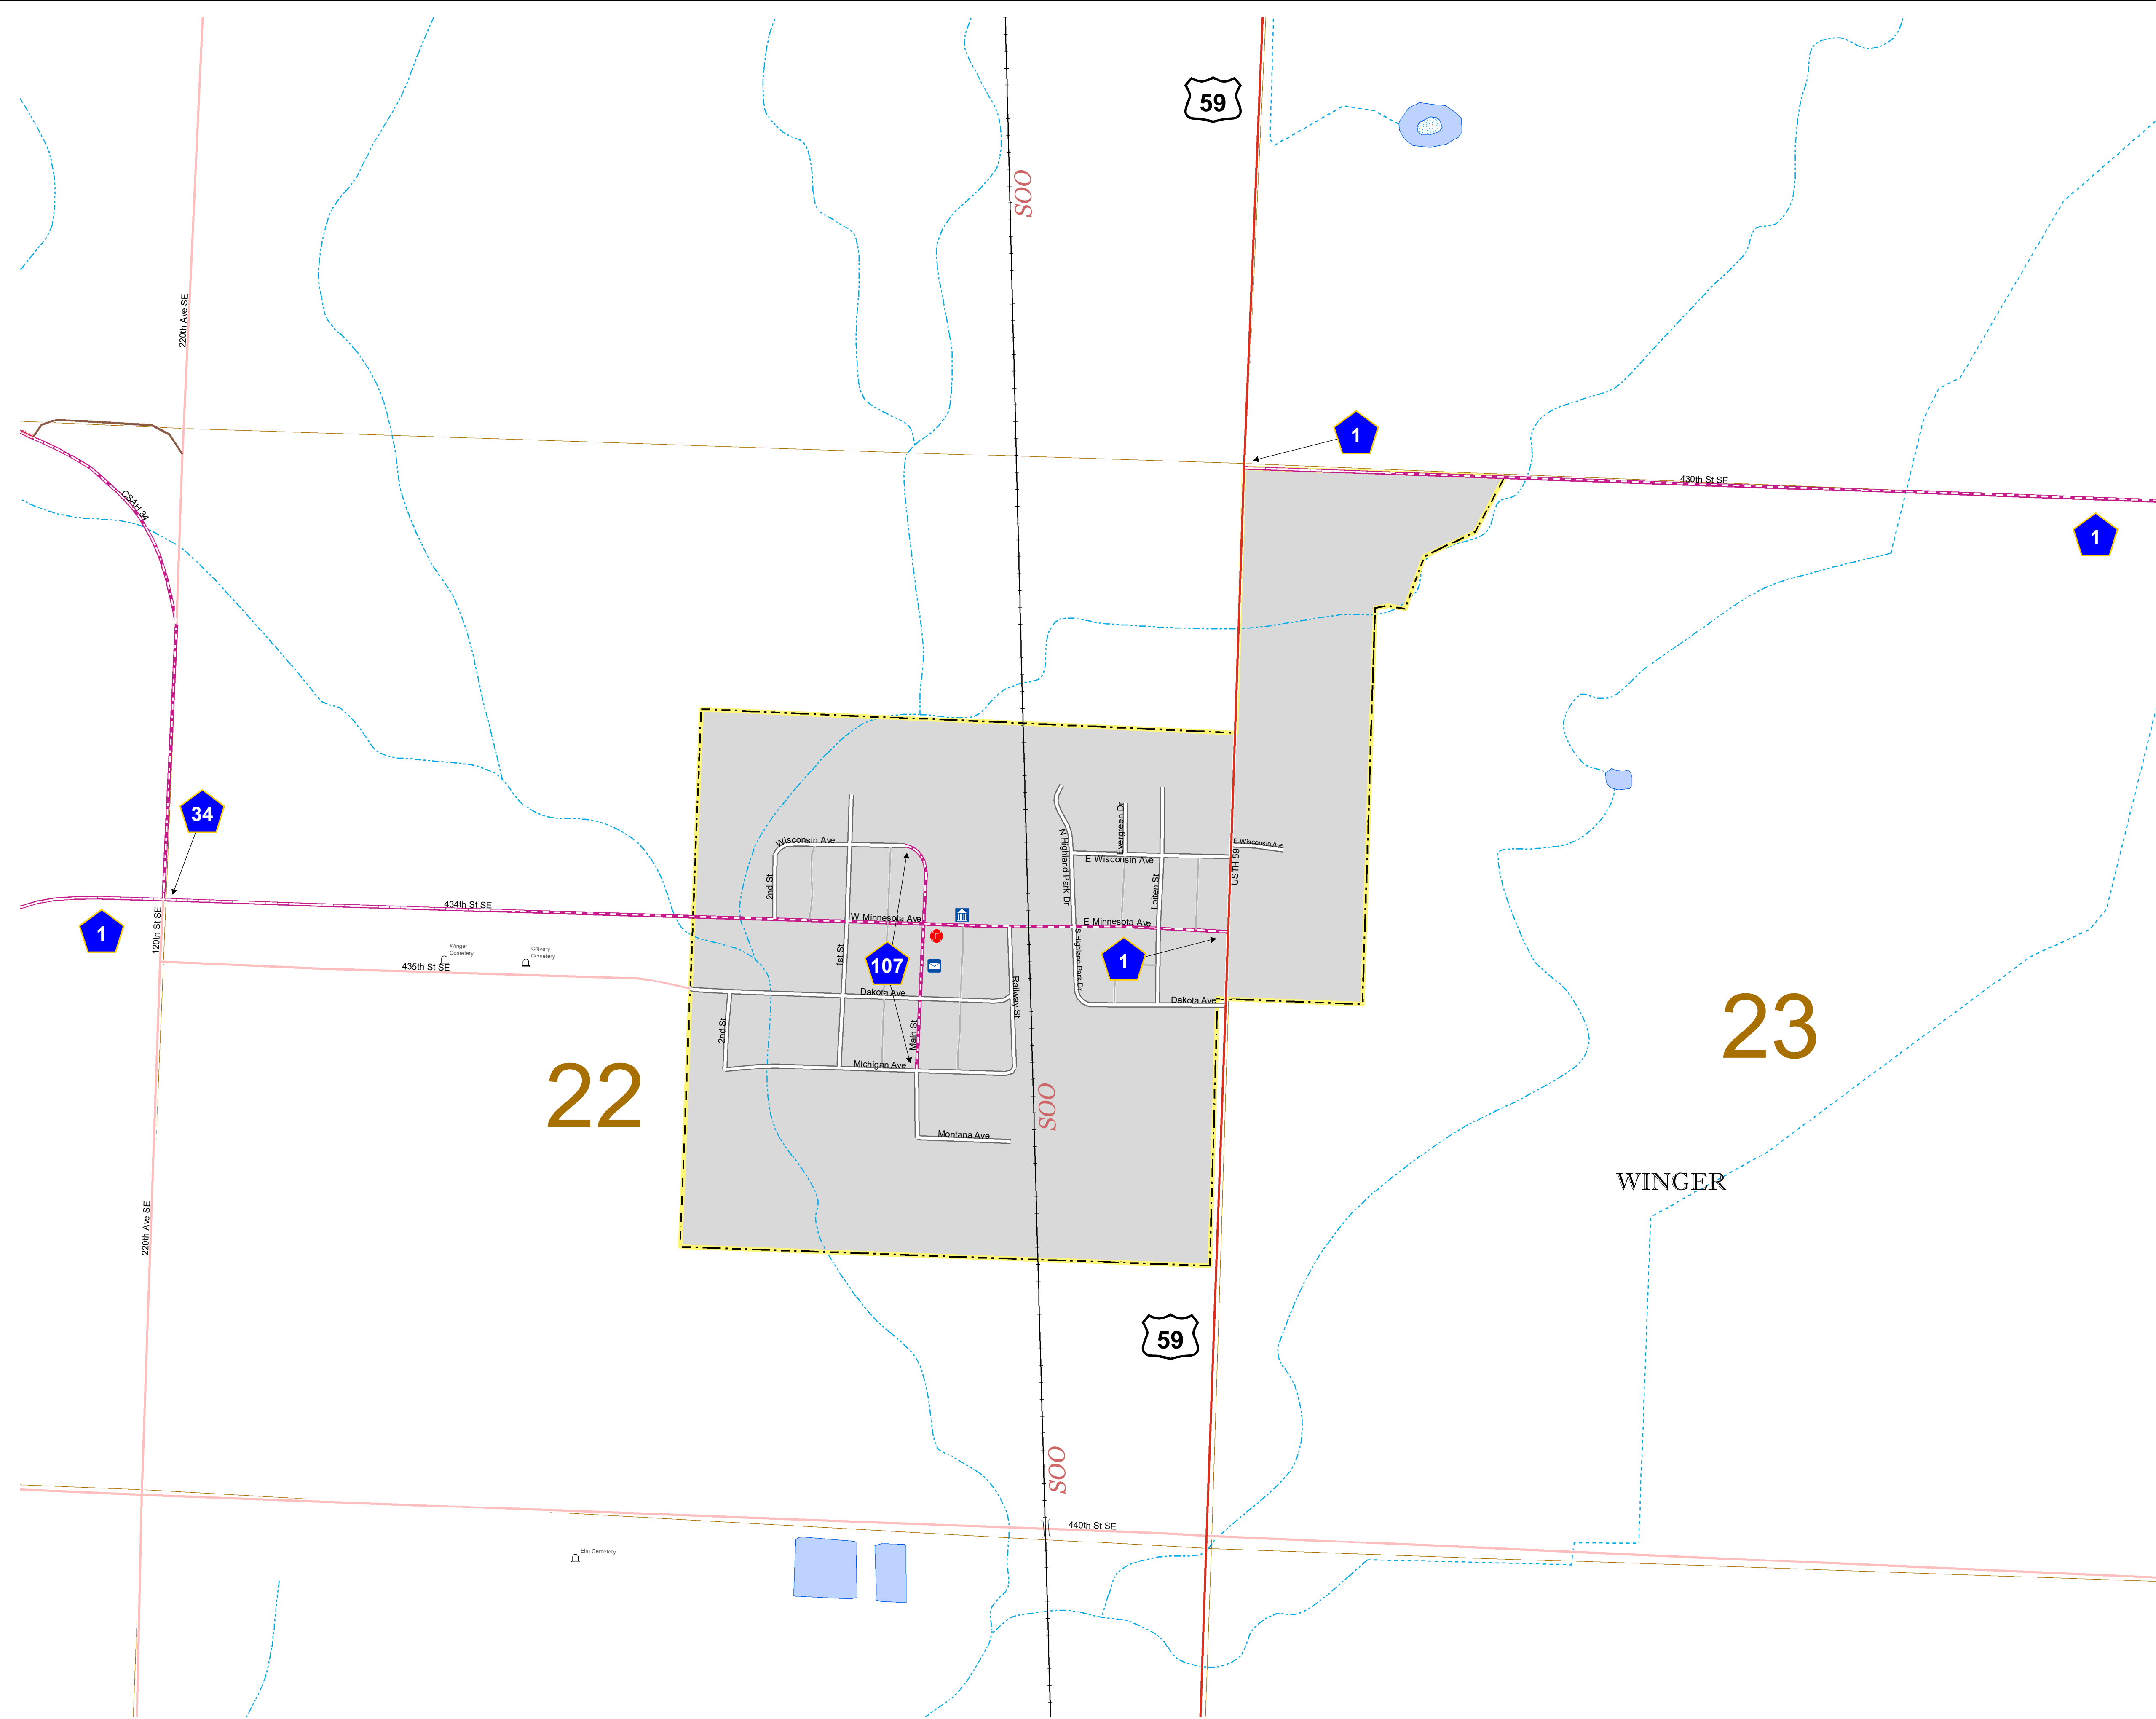 59
SOO
220th Ave SE
1
430th St SE
CSAH 34
1
34
Evergreen Dr
N Highland Park Dr
Wisconsin Ave
E Wisconsin Ave
E Wisconsin Ave
USTH 59
2nd St
Loiten St
434th St SE
W Minnesota Ave
E Minnesota Ave
1
120th St SE
Winger
Cemetery
Calvary
Cemetery
435th St SE
1st St
107
F
S Highland Park Dr
1
Dakota Ave
Railway St
Dakota Ave
2nd St
Main St
23
Michigan Ave
22
SOO
Montana Ave
WINGER
220th Ave SE
59
SOO
440th St SE
Elm Cemetery